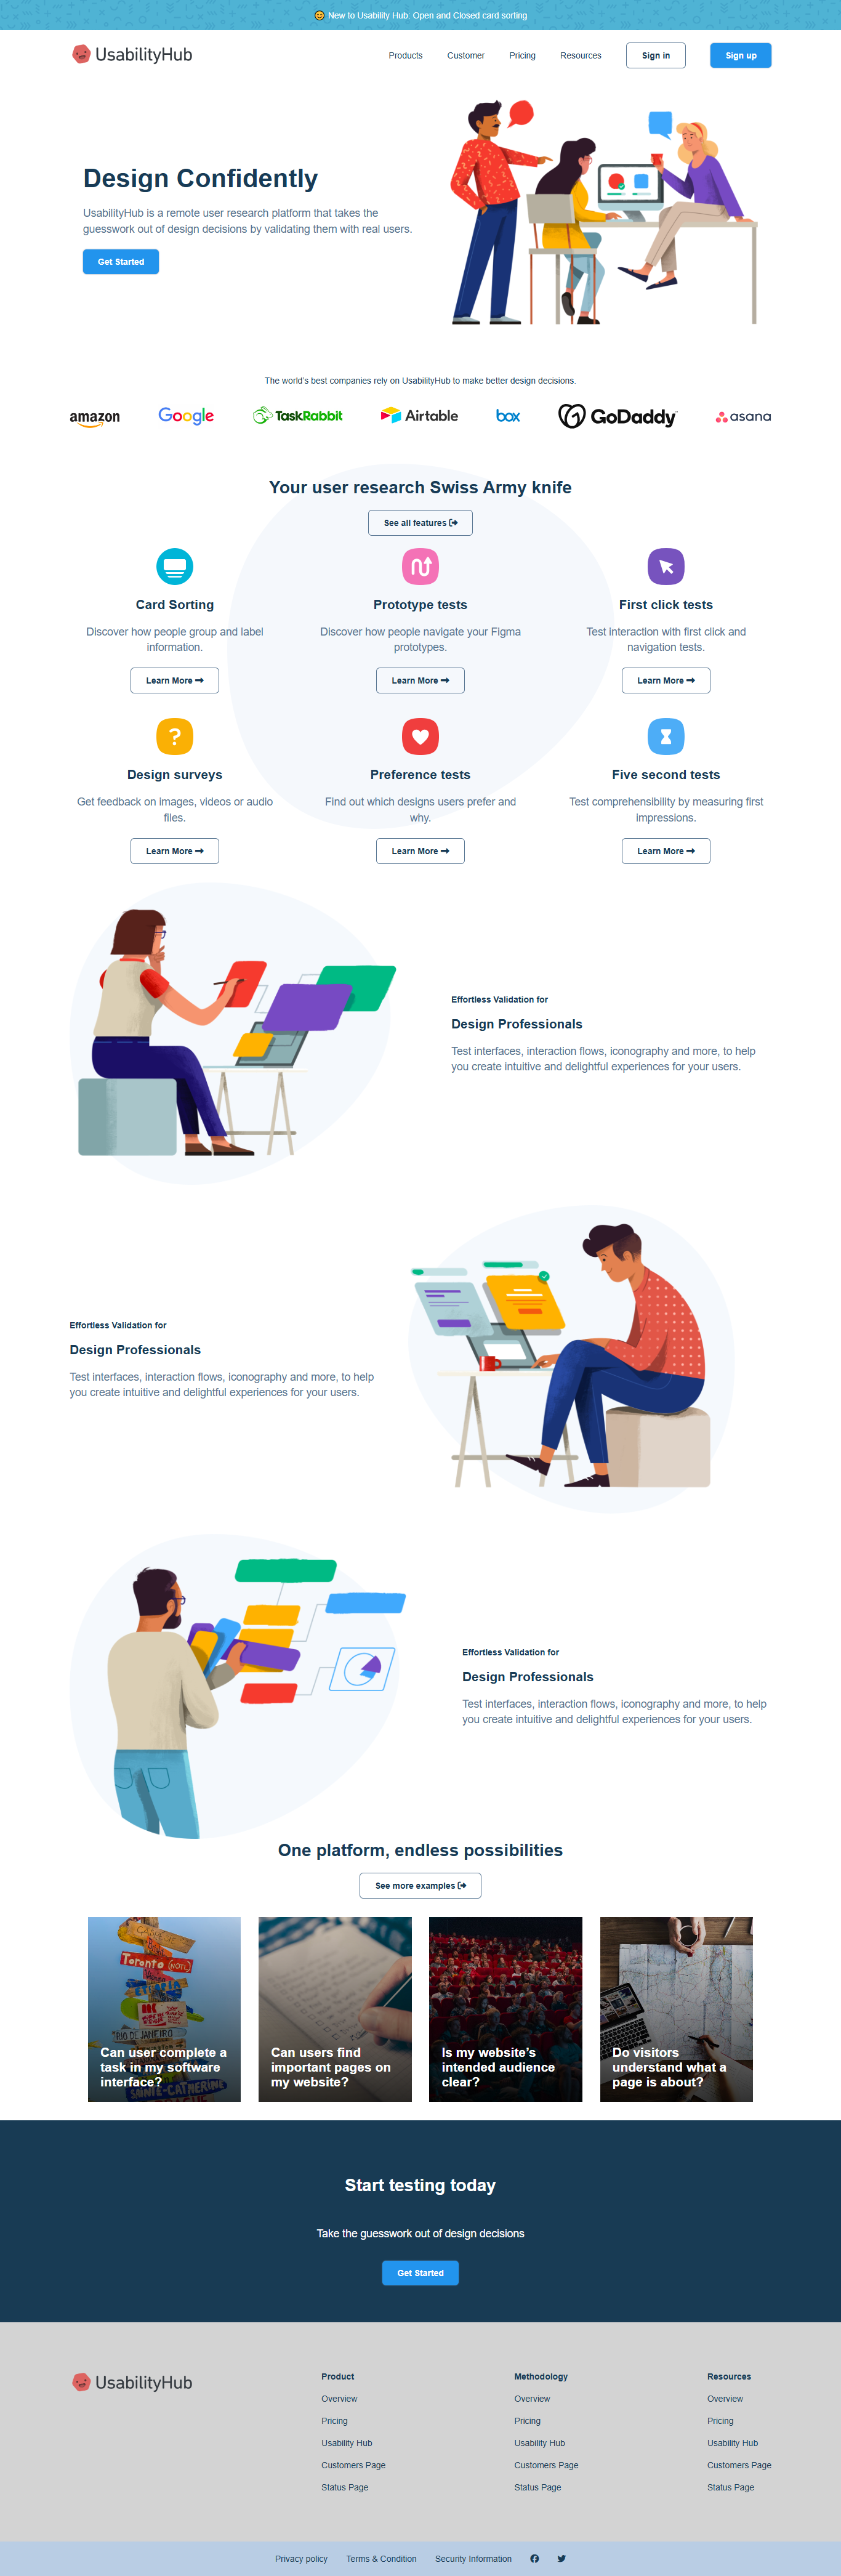 New to Usability Hub: Open and Closed card sorting
UsabilityHub
Products Customer Pricing Resources Sign in Sign up
Design Confidently
UsabilityHub is a remote user research platform that takes the
guesswork out of design decisions by validating them with real users.
Get Started
The world's best companies rely on UsabilityHub to make better design decisions.
amazon Google TaskRabbit Airtable box GoDaddy asana
Your user research Swiss Army knife
See all features
Card Sorting
Discover how people group and label
information.
Learn More
Prototype tests
Discover how people navigate your Figma
prototypes.
Learn More
First click tests
Test interaction with first click and
navigation tests.
Learn More
?
Design surveys
Get feedback on images, videos or audio
files.
Learn More
Preference tests
Find out which designs users prefer and
why.
Learn More
Five second tests
Test comprehensibility by measuring first
impressions.
Learn More
Effortless Validation for
Design Professionals
Test interfaces, interaction flows, iconography and more, to help
you create intuitive and delightful experiences for your users.
Effortless Validation for
Design Professionals
Test interfaces, interaction flows, iconography and more, to help
you create intuitive and delightful experiences for your users.
Effortless Validation for
Design Professionals
Test interfaces, interaction flows, iconography and more, to help
you create intuitive and delightful experiences for your users.
One platform, endless possibilities
See more examples
Toronto (NOTE)
RIO DE JANEIRO
SAINTE-CATHERINE
Can user complete a
task in my software
interface?
Can users find
important pages on
my website?
Is my website's
intended audience
clear?
Do visitors
understand what a
page is about?
Start testing today
Take the guesswork out of design decisions
Get Started
UsabilityHub
Product
Overview
Pricing
Usability Hub
Customers Page
Status Page
Methodology
Overview
Pricing
Usability Hub
Customers Page
Status Page
Resources
Overview
Pricing
Usability Hub
Customers Page
Status Page
Privacy policy Terms & Condition Security Information